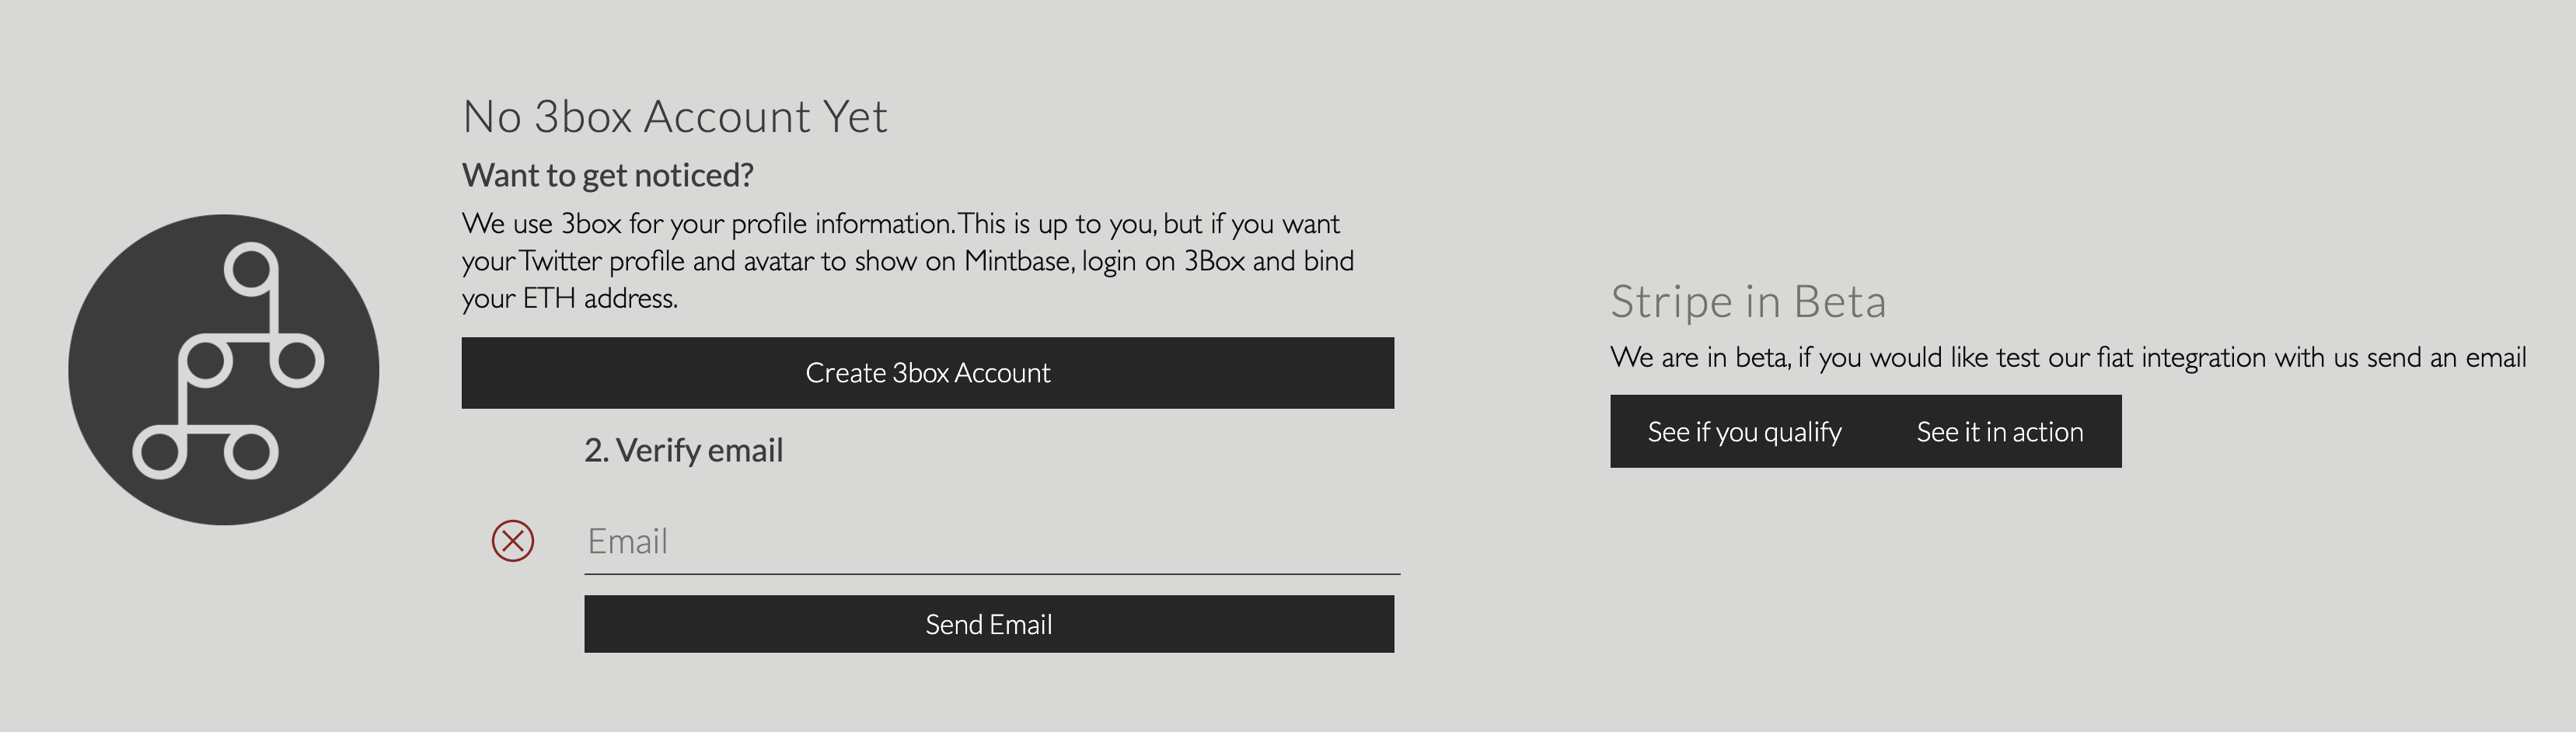 No 3box Account Yet
Want to get noticed?
We use 3box for your profile information. This is up to you, but if you want
your Twitter profile and avatar to show on Mintbase, login on 3Box and bind
your ETH address.
Create 3box Account
2. Verify email
Email
Send Email
Stripe in Beta
We are in beta, if you would like test our fiat integration with us send an email
See if you qualify
See it in action